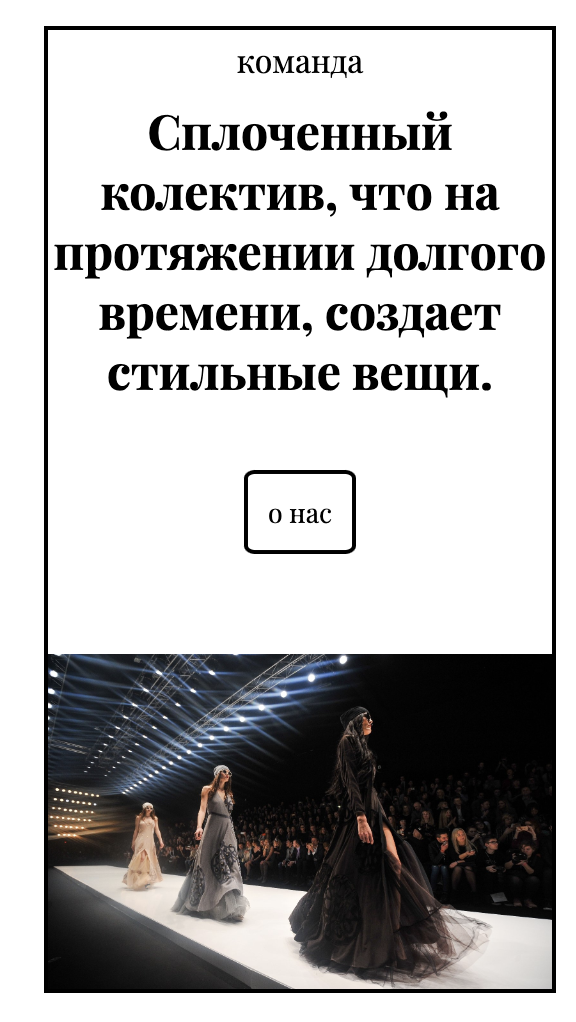 команда
Сплоченный
колектив, что на
протяжении долгого
времени, создает
стильные вещи.
о нас